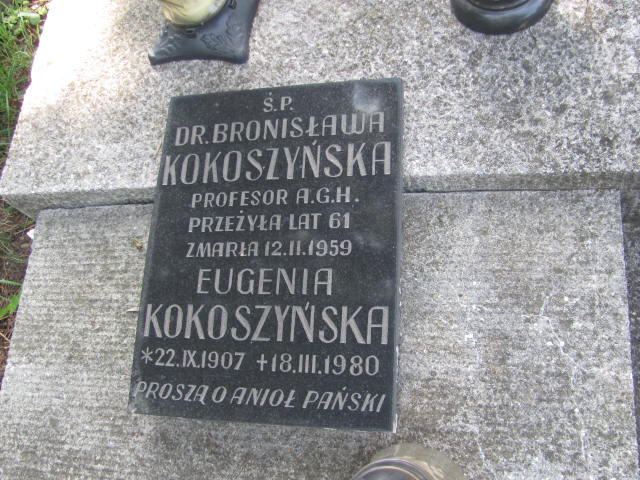 Ś.P.
DR. BRONISŁAWA
KOKOSZYŃSKA
PROFESOR A.G.H.
PRZEŻYŁA LAT 61
ZMARŁA 12.II.1959
EUGENIA
KOKOSZYŃSKA
*22.IX.1907 +18.III.1980
PROSZĄ O ANIOŁ PAŃSKI